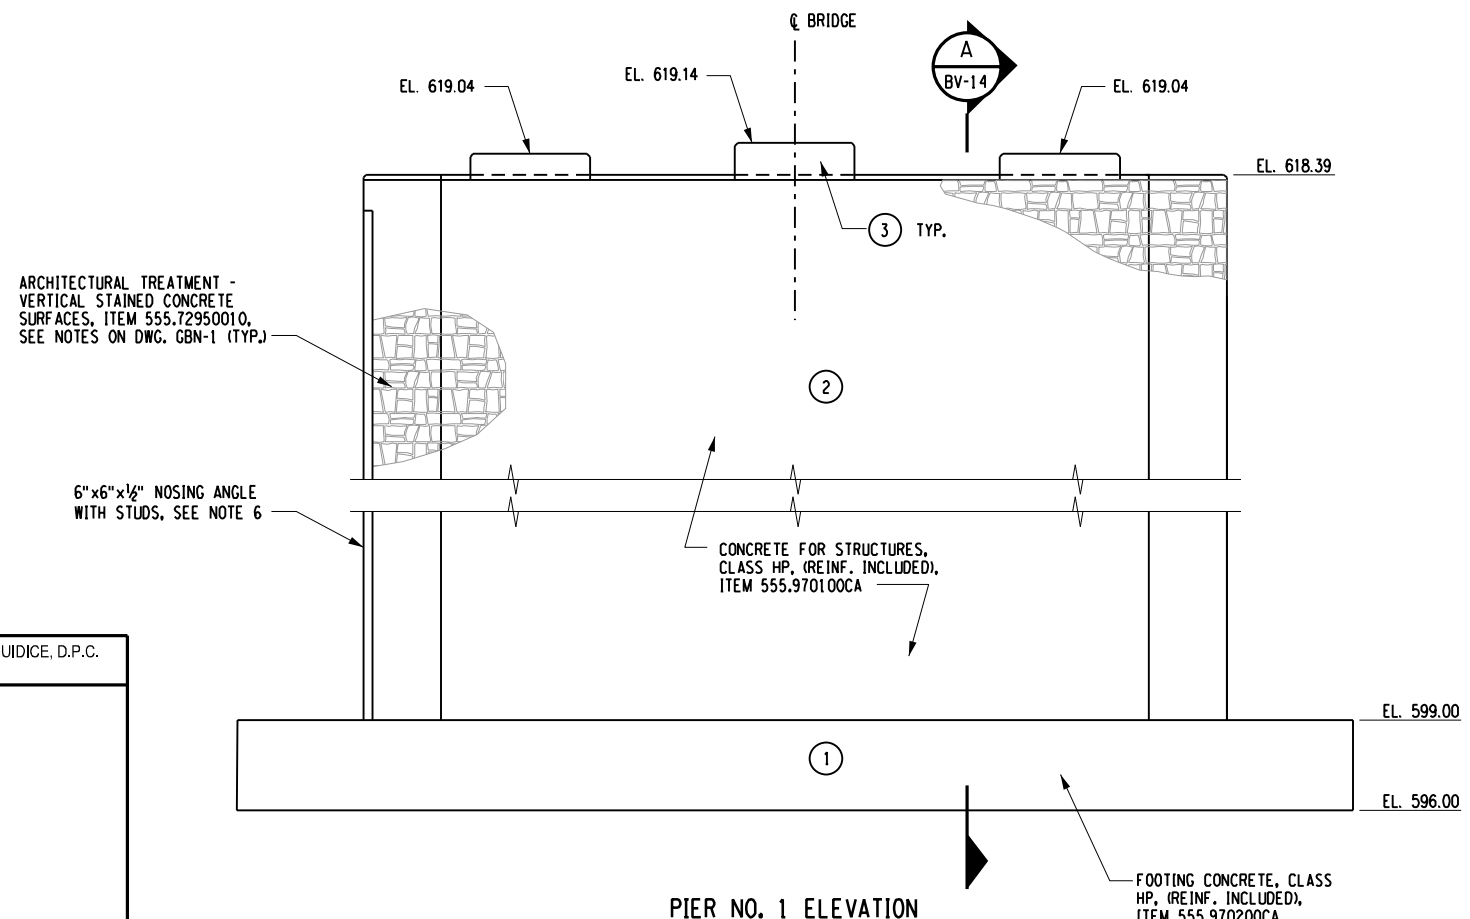 ℄ BRIDGE
A
BV-14
EL. 619.04
EL. 619.14
EL. 619.04
EL. 618.39
3 TYP.
ARCHITECTURAL TREATMENT -
VERTICAL STAINED CONCRETE
SURFACES, ITEM 555.72950010,
SEE NOTES ON DWG. GBN-1 (TYP.)
2
6"x6"x½" NOSING ANGLE
WITH STUDS, SEE NOTE 6
CONCRETE FOR STRUCTURES,
CLASS HP, (REINF. INCLUDED),
ITEM 555.970100CA
UIDICE, D.P.C.
EL. 599.00
1
EL. 596.00
FOOTING CONCRETE, CLASS
HP, (REINF. INCLUDED),
ITEM 555.970200CA
PIER NO. 1 ELEVATION